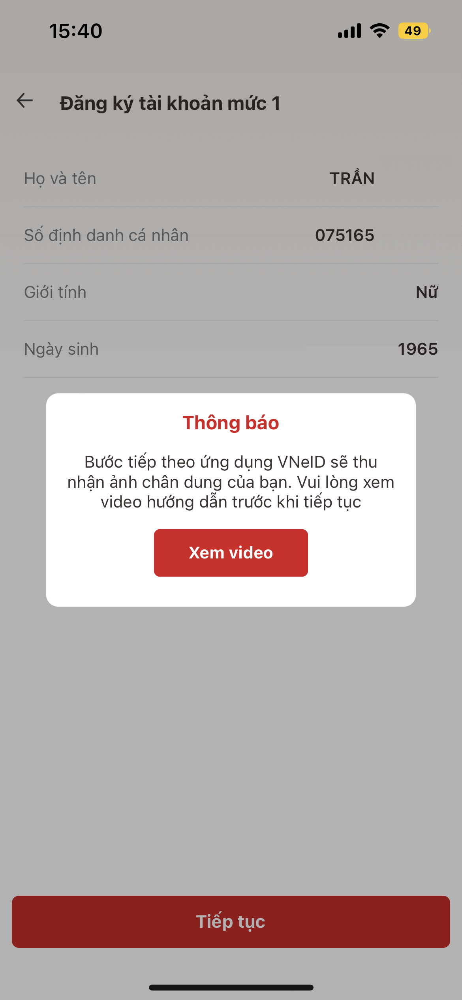 15:40
49
Đăng ký tài khoản mức 1
Họ và tên TRẦN
Số định danh cá nhân 075165
Giới tính Nữ
Ngày sinh 1965
Thông báo
Bước tiếp theo ứng dụng VNeID sẽ thu
nhận ảnh chân dung của bạn. Vui lòng xem
video hướng dẫn trước khi tiếp tục
Xem video
Tiếp tục